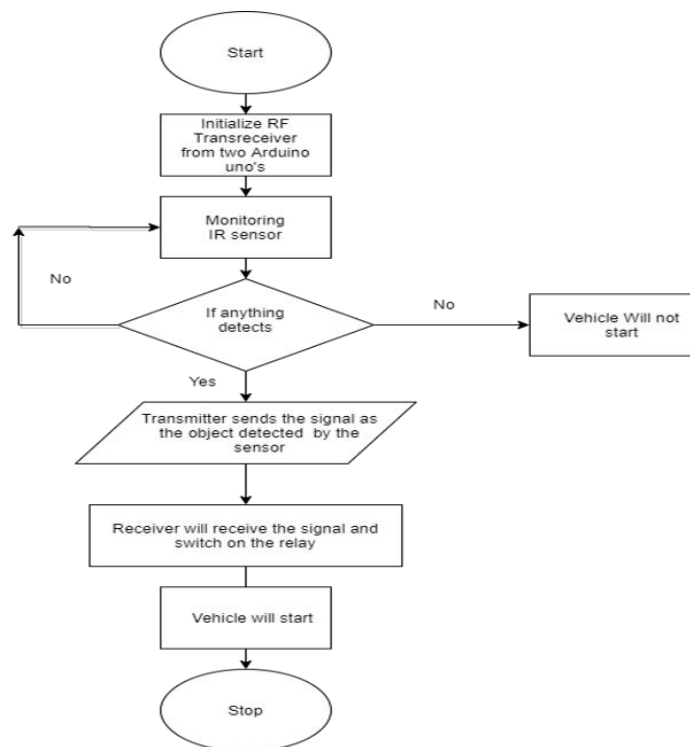 Start
Initialize RF
Transreceiver
from two Arduino
uno's
Monitoring
IR sensor
No
If anything
detects
No
Vehicle Will not
start
Yes
Transmitter sends the signal as
the object detected by the
sensor
Receiver will receive the signal and
switch on the relay
Vehicle will start
Stop